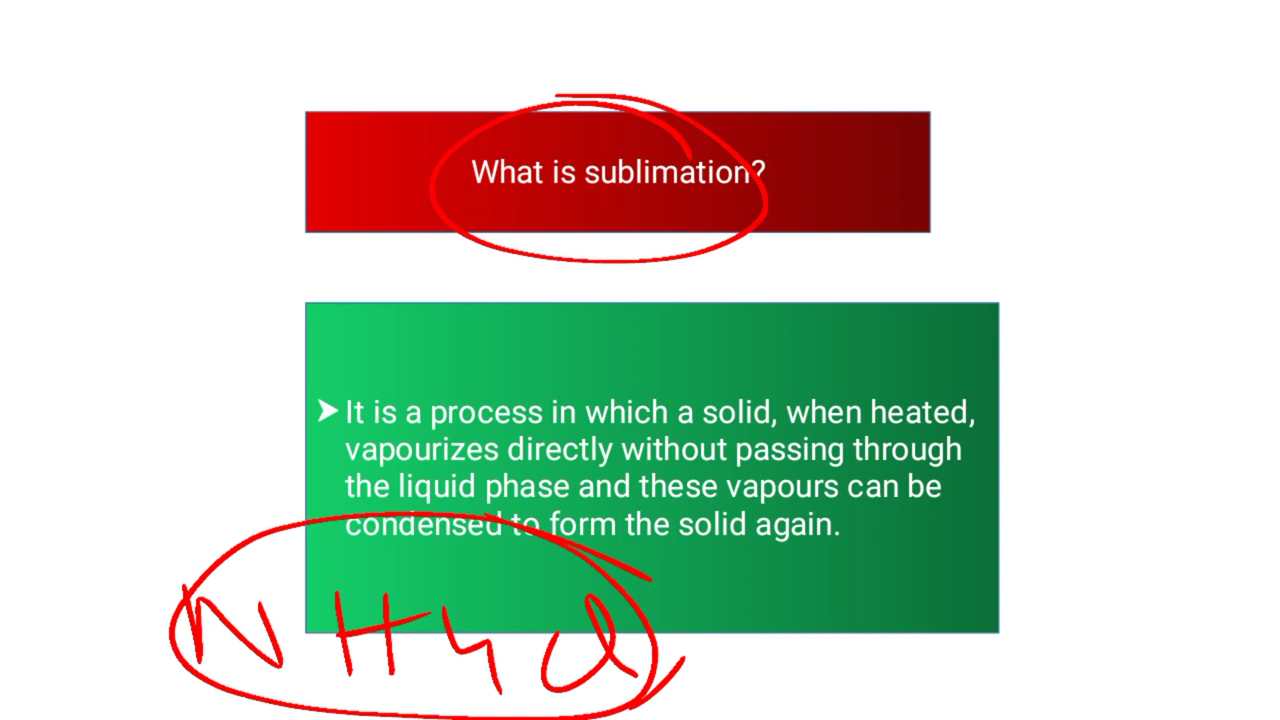 What is sublimation?
➤ It is a process in which a solid, when heated,
vapourizes directly without passing through
the liquid phase and these vapours can be
condensed to form the solid again.
NH4Cl